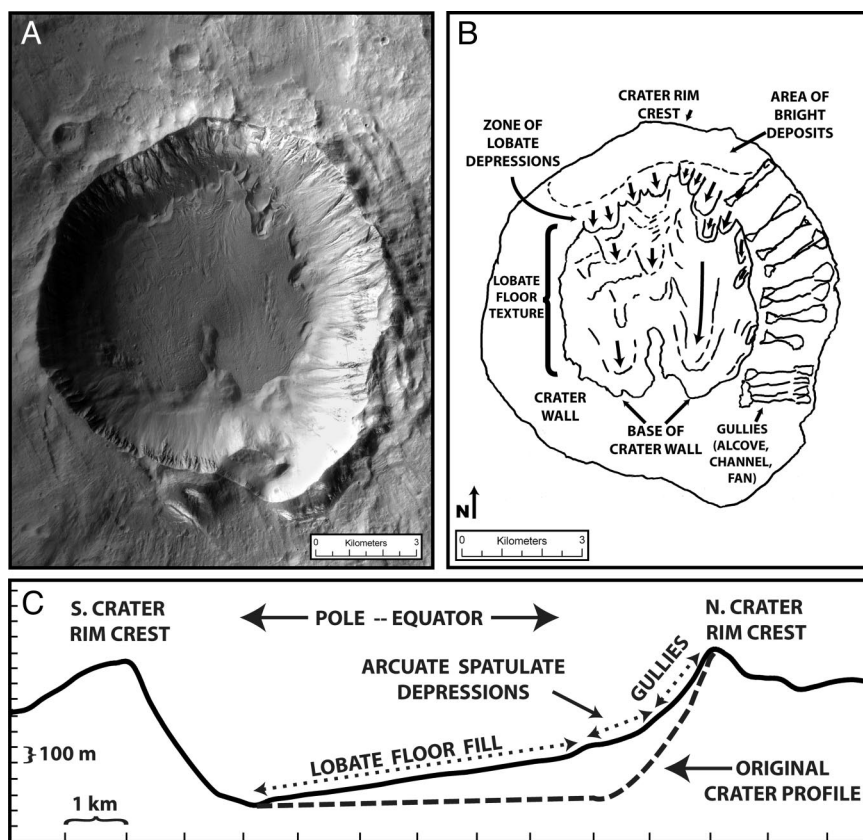 A
0 Kilometers 3
B
CRATER RIM
CREST
AREA OF
BRIGHT
DEPOSITS
ZONE OF
LOBATE
DEPRESSIONS
LOBATE
FLOOR
TEXTURE
CRATER
WALL
BASE OF
CRATER WALL
GULLIES
(ALCOVE,
CHANNEL,
FAN)
N
0 Kilometers 3
C
S. CRATER
RIM CREST
POLE -- EQUATOR
N. CRATER
RIM CREST
ARCUATE SPATULATE
DEPRESSIONS
GULLIES
LOBATE FLOOR FILL
}100 m
ORIGINAL
CRATER PROFILE
1 km